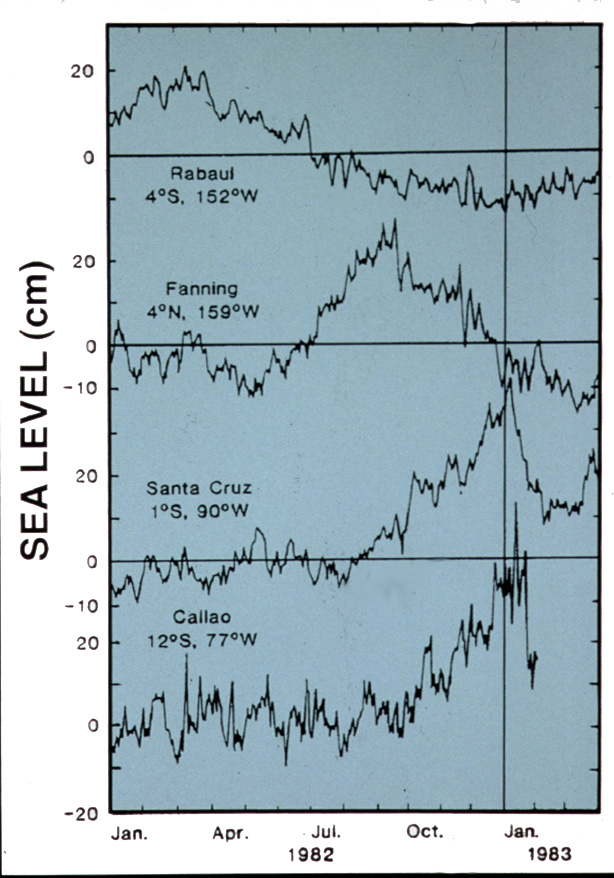 SEA LEVEL (cm)
20
0
Rabaul
4°S, 152°W
20
Fanning
4°N, 159°W
0
-10
20
Santa Cruz
1°S, 90°W
0
-10
Callao
12°S, 77°W
20
0
-20
Jan. Apr. Jul. Oct. Jan.
1982 1983